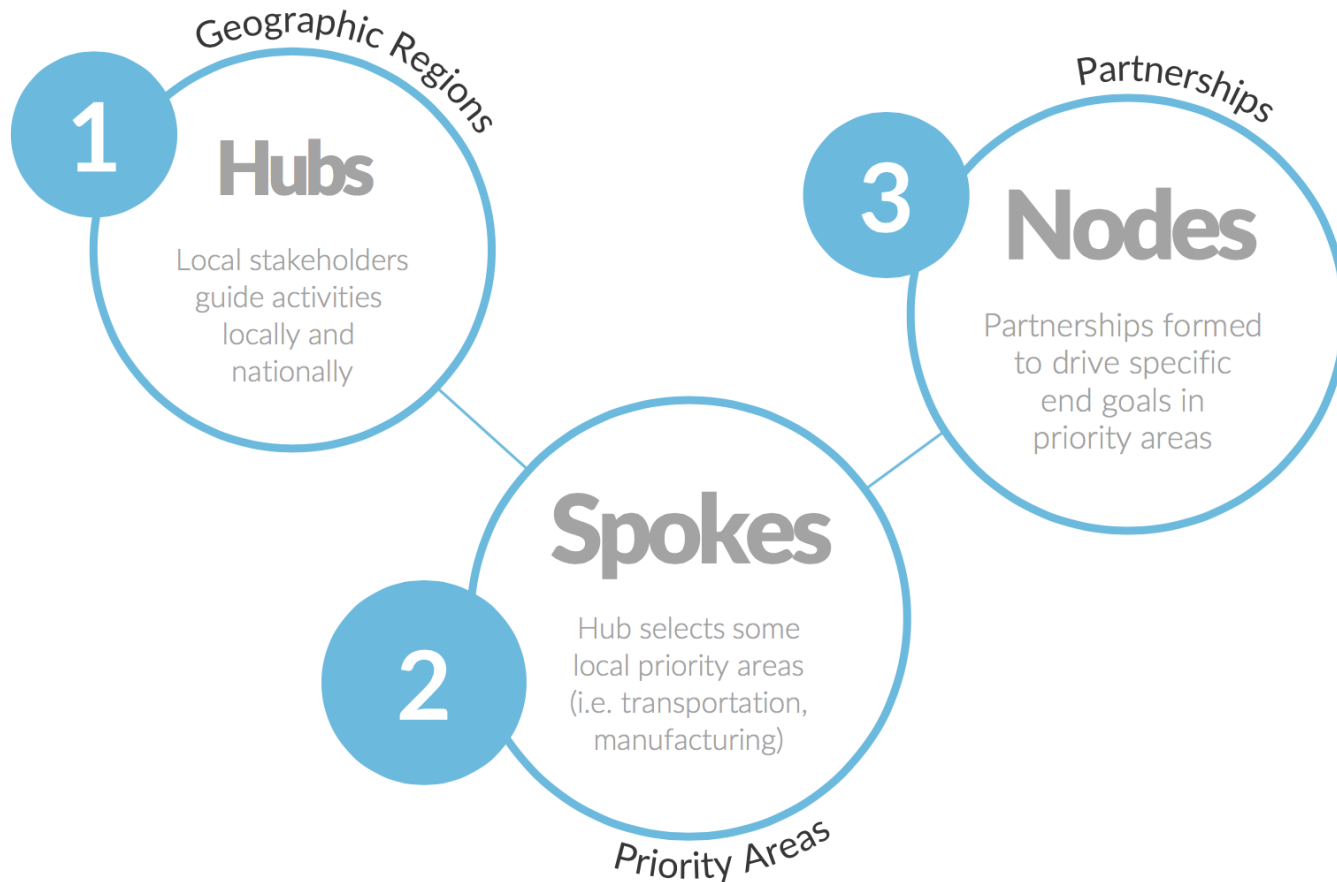 Geographic Regions
1
Hubs
Local stakeholders
guide activities
locally and
nationally
2
Spokes
Hub selects some
local priority areas
(i.e. transportation,
manufacturing)
Priority Areas
Partnerships
3
Nodes
Partnerships formed
to drive specific
end goals in
priority areas